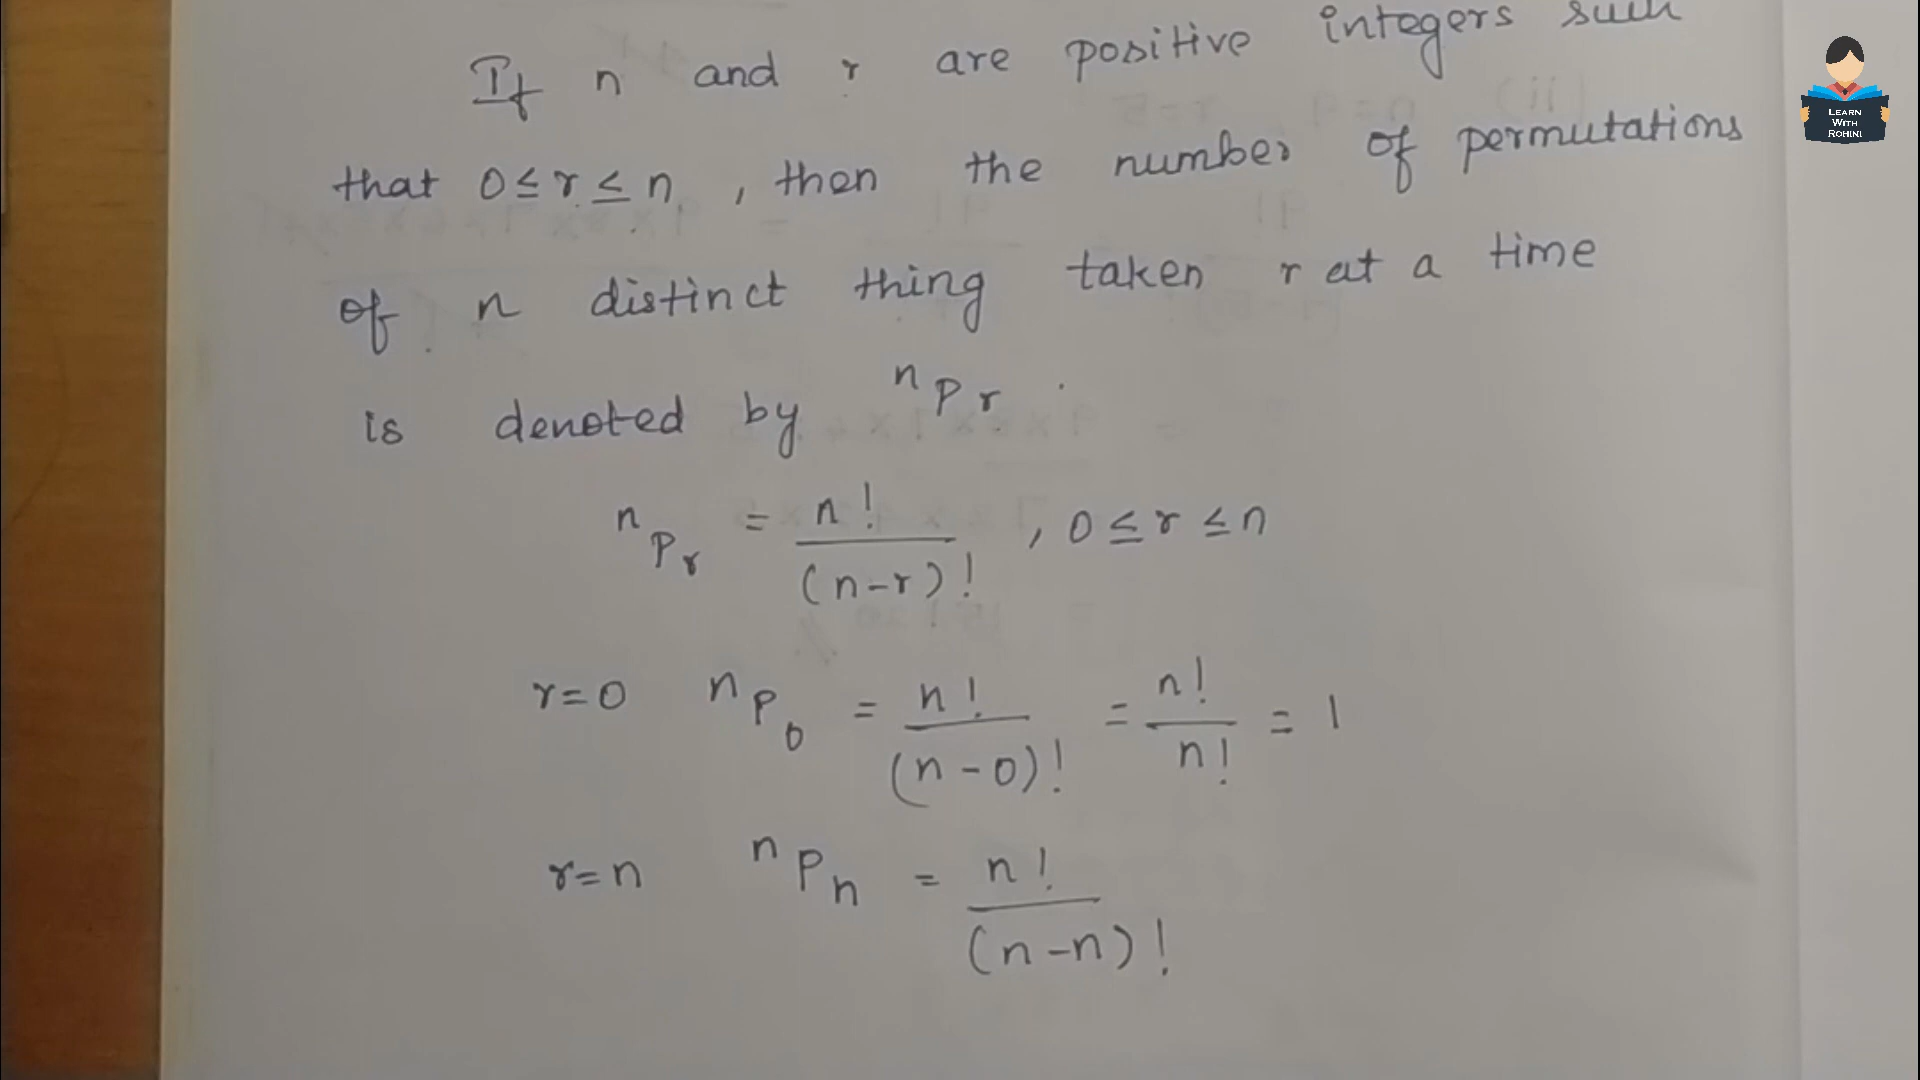 If n and r are positive integers such
that 0≤r≤n, then the number of permutations
of n distinct thing taken r at a time
is denoted by ⁿPᵣ.
ⁿPᵣ = n!/(n-r)! , 0≤r≤n
r=0 ⁿP₀ = n!/(n-0)! = n!/n! = 1
r=n ⁿPₙ = n!/(n-n)!
LEARN
WITH
ROHINI